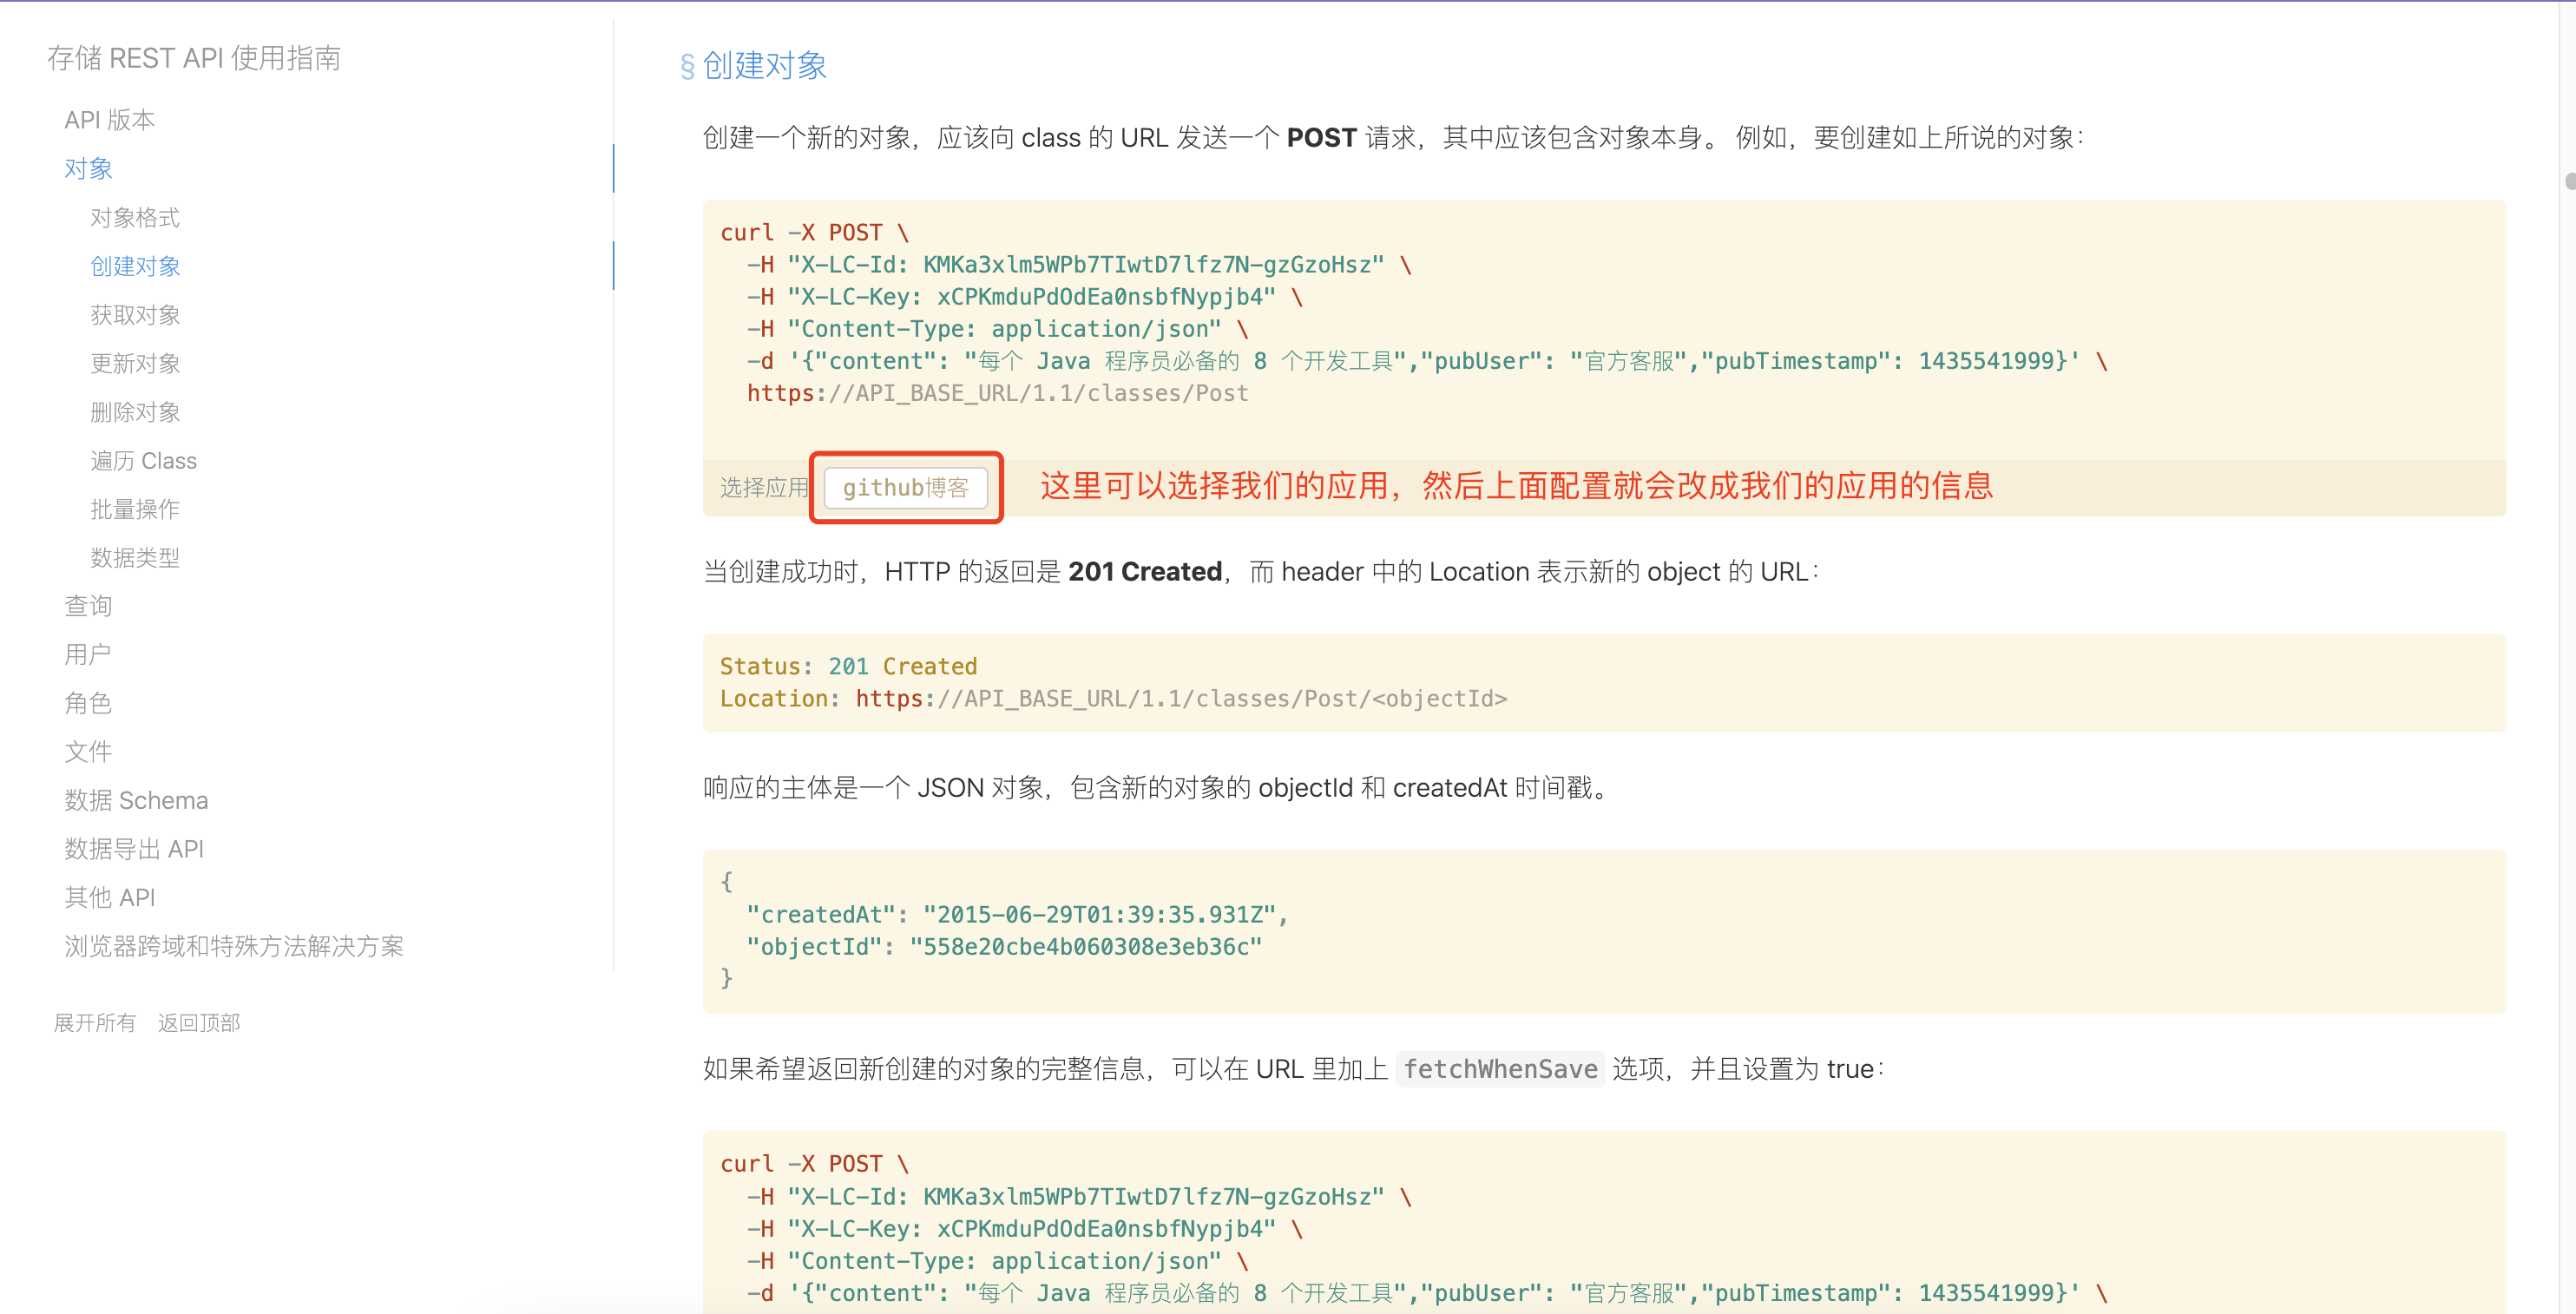 存储 REST API 使用指南
API 版本
对象
对象格式
创建对象
获取对象
更新对象
删除对象
遍历 Class
批量操作
数据类型
查询
用户
角色
文件
数据 Schema
数据导出 API
其他 API
浏览器跨域和特殊方法解决方案
展开所有 返回顶部
§ 创建对象
创建一个新的对象，应该向 class 的 URL 发送一个 POST 请求，其中应该包含对象本身。 例如，要创建如上所说的对象：
curl -X POST \
-H "X-LC-Id: KMKa3xlm5WPb7TIwtD7lfz7N-gzGzoHsz" \
-H "X-LC-Key: xCPKmduPdOdEa0nsbfNypjb4" \
-H "Content-Type: application/json" \
-d '{"content": "每个 Java 程序员必备的 8 个开发工具","pubUser": "官方客服","pubTimestamp": 1435541999}' \
https://API_BASE_URL/1.1/classes/Post
选择应用 github博客 这里可以选择我们的应用，然后上面配置就会改成我们的应用的信息
当创建成功时，HTTP 的返回是 201 Created，而 header 中的 Location 表示新的 object 的 URL：
Status: 201 Created
Location: https://API_BASE_URL/1.1/classes/Post/<objectId>
响应的主体是一个 JSON 对象，包含新的对象的 objectId 和 createdAt 时间戳。
{
"createdAt": "2015-06-29T01:39:35.931Z",
"objectId": "558e20cbe4b060308e3eb36c"
}
如果希望返回新创建的对象的完整信息，可以在 URL 里加上 fetchWhenSave 选项，并且设置为 true：
curl -X POST \
-H "X-LC-Id: KMKa3xlm5WPb7TIwtD7lfz7N-gzGzoHsz" \
-H "X-LC-Key: xCPKmduPdOdEa0nsbfNypjb4" \
-H "Content-Type: application/json" \
-d '{"content": "每个 Java 程序员必备的 8 个开发工具","pubUser": "官方客服","pubTimestamp": 1435541999}' \